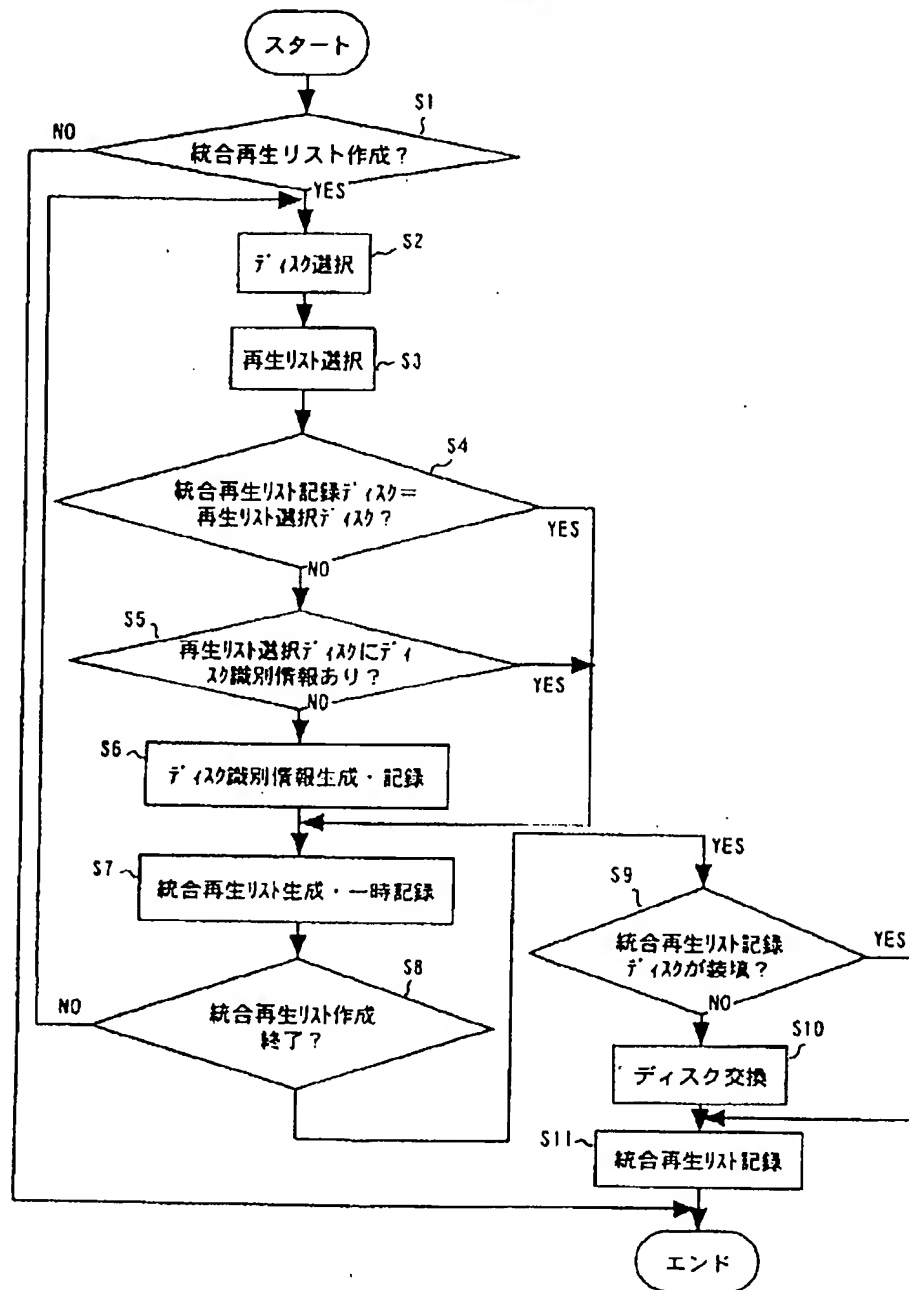 スタート
S1
NO
統合再生リスト作成？
YES
S2
ディスク選択
再生リスト選択
S3
S4
統合再生リスト記録ディスク＝
再生リスト選択ディスク？
YES
NO
S5
再生リスト選択ディスクにディ
スク識別情報あり？
YES
NO
S6
ディスク識別情報生成・記録
S7
統合再生リスト生成・一時記録
S8
NO
統合再生リスト作成
終了？
YES
S9
統合再生リスト記録
ディスクが装填？
YES
NO
S10
ディスク交換
S11
統合再生リスト記録
エンド